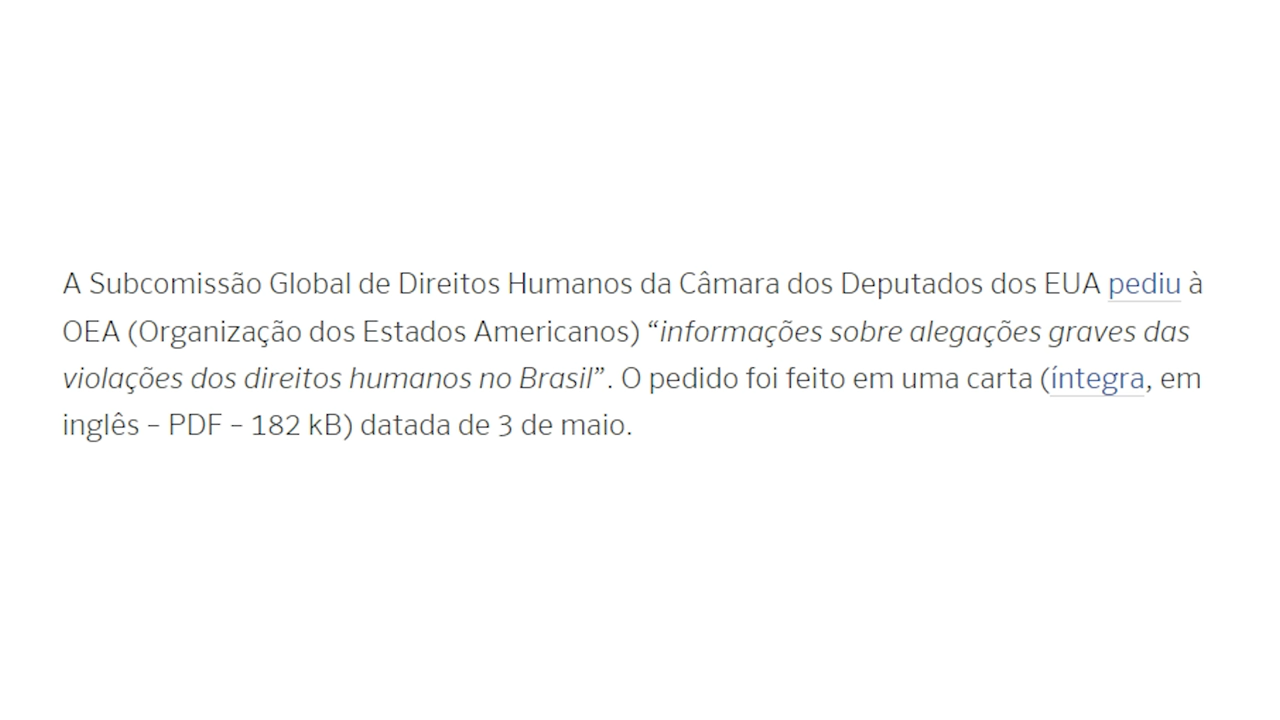 A Subcomissão Global de Direitos Humanos da Câmara dos Deputados dos EUA pediu à
OEA (Organização dos Estados Americanos) “informações sobre alegações graves das
violações dos direitos humanos no Brasil”. O pedido foi feito em uma carta (íntegra, em
inglês – PDF – 182 kB) datada de 3 de maio.